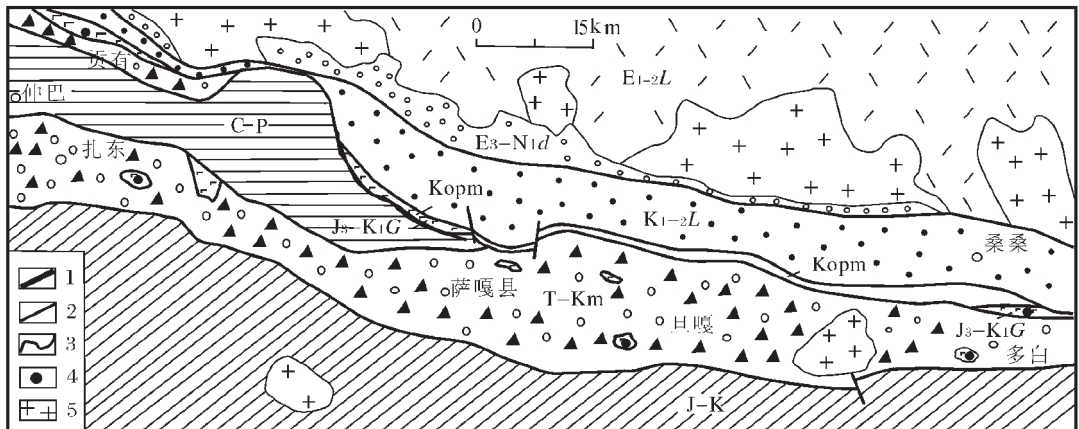 0 15km
贡有
E1-2L
仲巴
C-P
扎东
E3-N1d
Kopm
J3-K1G
K1-2L
桑桑
Kopm
萨嘎县
T-Km
旦嘎
J3-K1G
多白
J-K
1
2
3
4
5